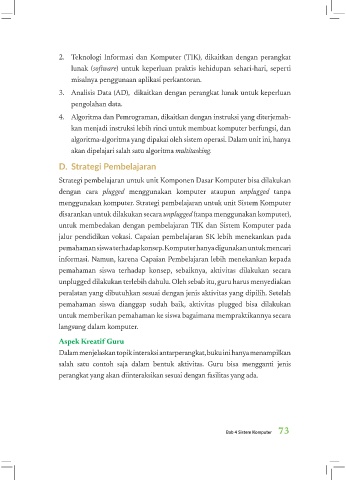 2. Teknologi Informasi dan Komputer (TIK), dikaitkan dengan perangkat
lunak (software) untuk keperluan praktis kehidupan sehari-hari, seperti
misalnya penggunaan aplikasi perkantoran.
3. Analisis Data (AD), dikaitkan dengan perangkat lunak untuk keperluan
pengolahan data.
4. Algoritma dan Pemrograman, dikaitkan dengan instruksi yang diterjemah-
kan menjadi instruksi lebih rinci untuk membuat komputer berfungsi, dan
algoritma-algoritma yang dipakai oleh sistem operasi. Dalam unit ini, hanya
akan dipelajari salah satu algoritma multitasking.
D. Strategi Pembelajaran
Strategi pembelajaran untuk unit Komponen Dasar Komputer bisa dilakukan
dengan cara plugged menggunakan komputer ataupun unplugged tanpa
menggunakan komputer. Strategi pembelajaran untuk unit Sistem Komputer
disarankan untuk dilakukan secara unplugged (tanpa menggunakan komputer),
untuk membedakan dengan pembelajaran TIK dan Sistem Komputer pada
jalur pendidikan vokasi. Capaian pembelajaran SK lebih menekankan pada
pemahaman siswa terhadap konsep. Komputer hanya digunakan untuk mencari
informasi. Namun, karena Capaian Pembelajaran lebih menekankan kepada
pemahaman siswa terhadap konsep, sebaiknya, aktivitas dilakukan secara
unplugged dilakukan terlebih dahulu. Oleh sebab itu, guru harus menyediakan
peralatan yang dibutuhkan sesuai dengan jenis aktivitas yang dipilih. Setelah
pemahaman siswa dianggap sudah baik, aktivitas plugged bisa dilakukan
untuk memberikan pemahaman ke siswa bagaimana mempraktikannya secara
langsung dalam komputer.
Aspek Kreatif Guru
Dalam menjelaskan topik interaksi antarperangkat, buku ini hanya menampilkan
salah satu contoh saja dalam bentuk aktivitas. Guru bisa mengganti jenis
perangkat yang akan diinteraksikan sesuai dengan fasilitas yang ada.
Bab 4 Sistem Komputer 73